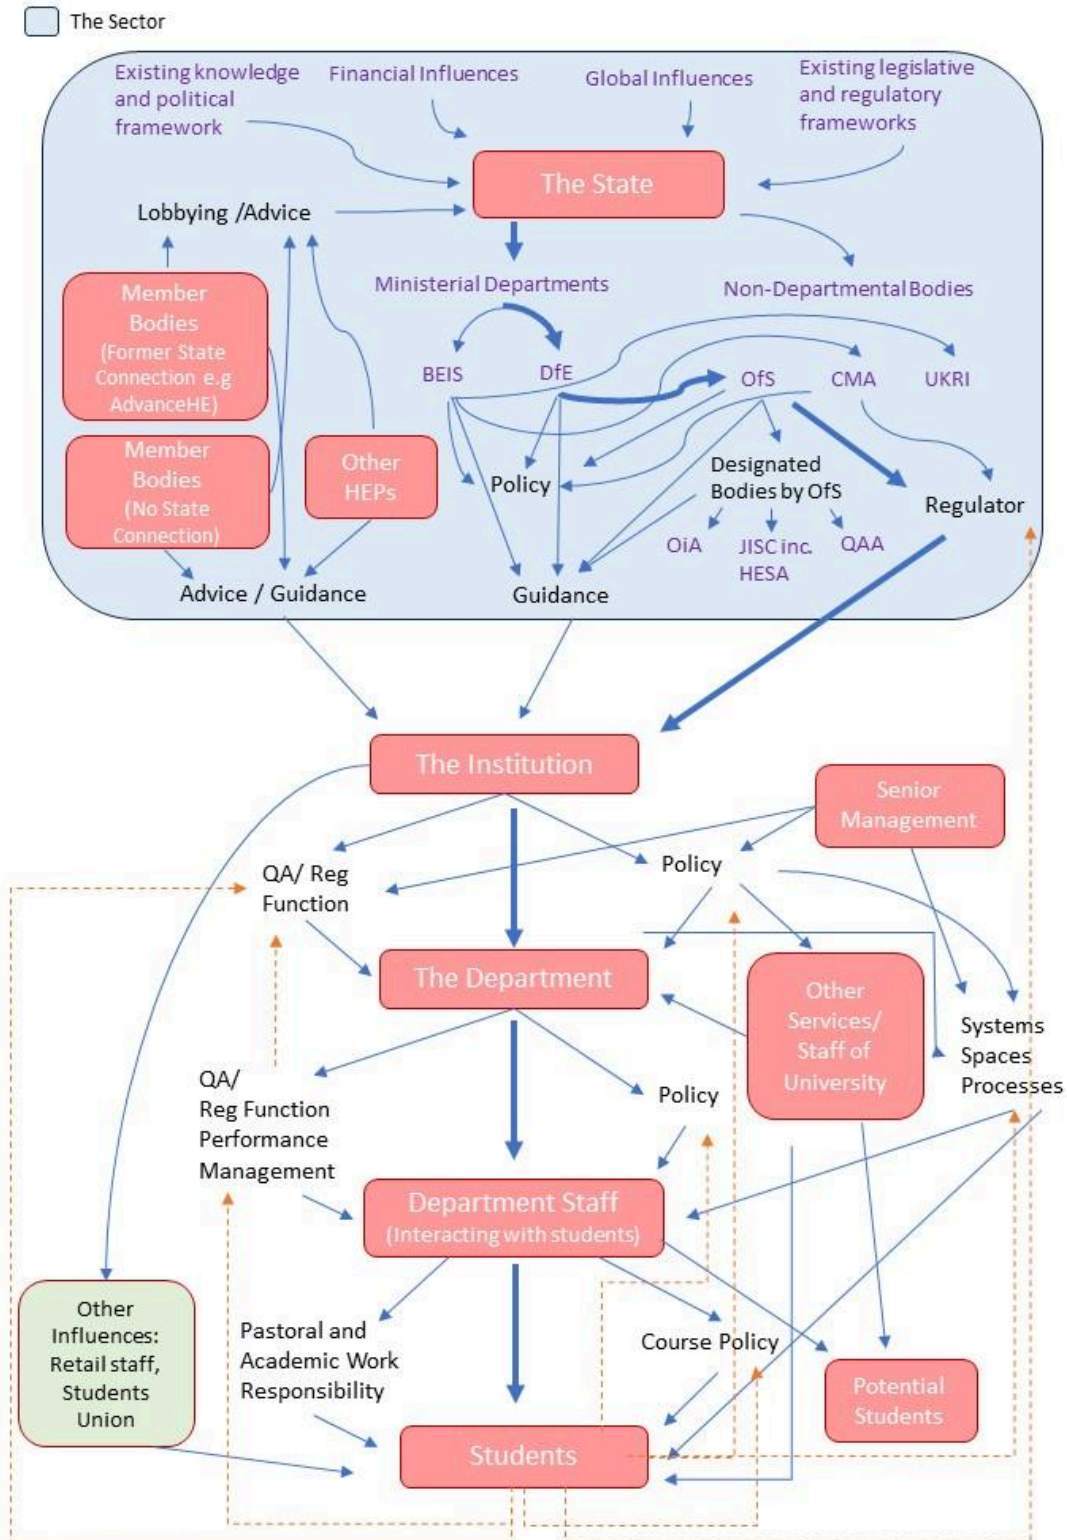 The Sector
Existing knowledge
and political
framework
Financial Influences
Global Influences
Existing legislative
and regulatory
frameworks
The State
Lobbying /Advice
Ministerial Departments
Non-Departmental Bodies
Member
Bodies
(Former State
Connection e.g
AdvanceHE)
BEIS
DfE
OfS
CMA
UKRI
Member
Bodies
(No State
Connection)
Other
HEPs
Policy
Designated
Bodies by OfS
Regulator
OiA
JISC inc.
HESA
QAA
Advice / Guidance
Guidance
The Institution
Senior
Management
QA/ Reg
Function
Policy
The Department
Other
Services/
Staff of
University
Systems
Spaces
Processes
QA/
Reg Function
Performance
Management
Policy
Department Staff
(Interacting with students)
Other
Influences:
Retail staff,
Students
Union
Pastoral and
Academic Work
Responsibility
Course Policy
Potential
Students
Students